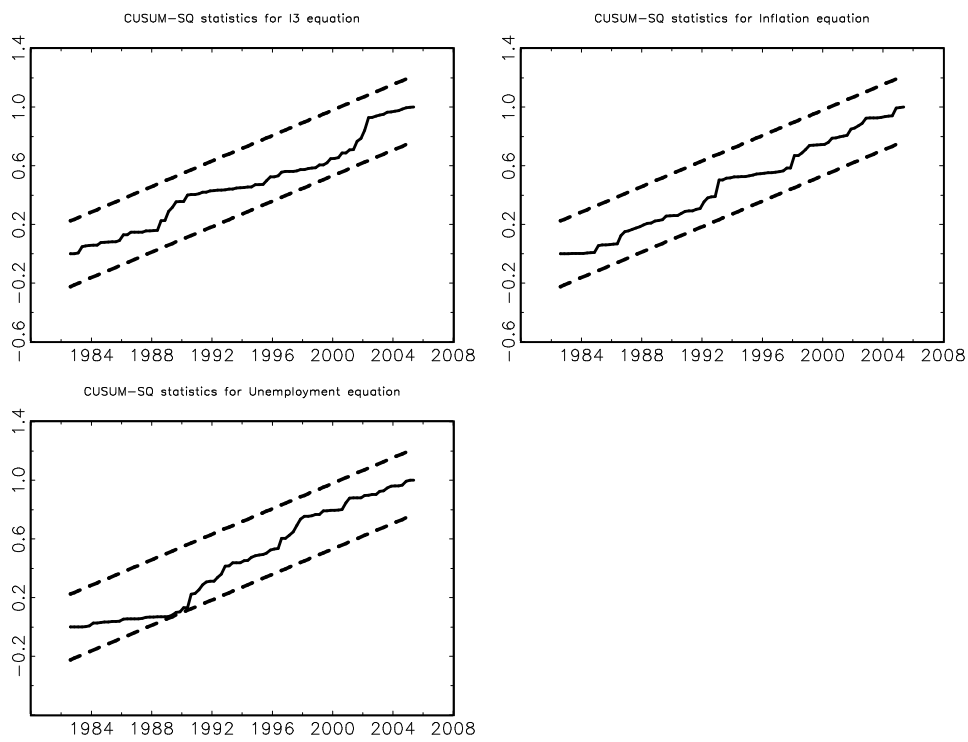 CUSUM-SQ statistics for I3 equation
1.4
1.0
0.6
0.2
-0.2
-0.6
1984 1988 1992 1996 2000 2004 2008
CUSUM-SQ statistics for Inflation equation
1.4
1.0
0.6
0.2
-0.2
-0.6
1984 1988 1992 1996 2000 2004 2008
CUSUM-SQ statistics for Unemployment equation
1.4
1.0
0.6
0.2
-0.2
1984 1988 1992 1996 2000 2004 2008